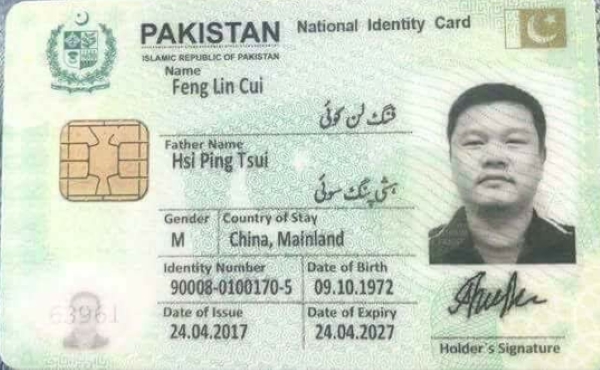 PAKISTAN National Identity Card
ISLAMIC REPUBLIC OF PAKISTAN
Name
Feng Lin Cui
فنگ لن کوئی
Father Name
Hsi Ping Tsui
ہشی پنگ سوئی
Gender Country of Stay
M China, Mainland
Identity Number Date of Birth
90008-0100170-5 09.10.1972
Date of Issue Date of Expiry
24.04.2017 24.04.2027
63961
Holder's Signature